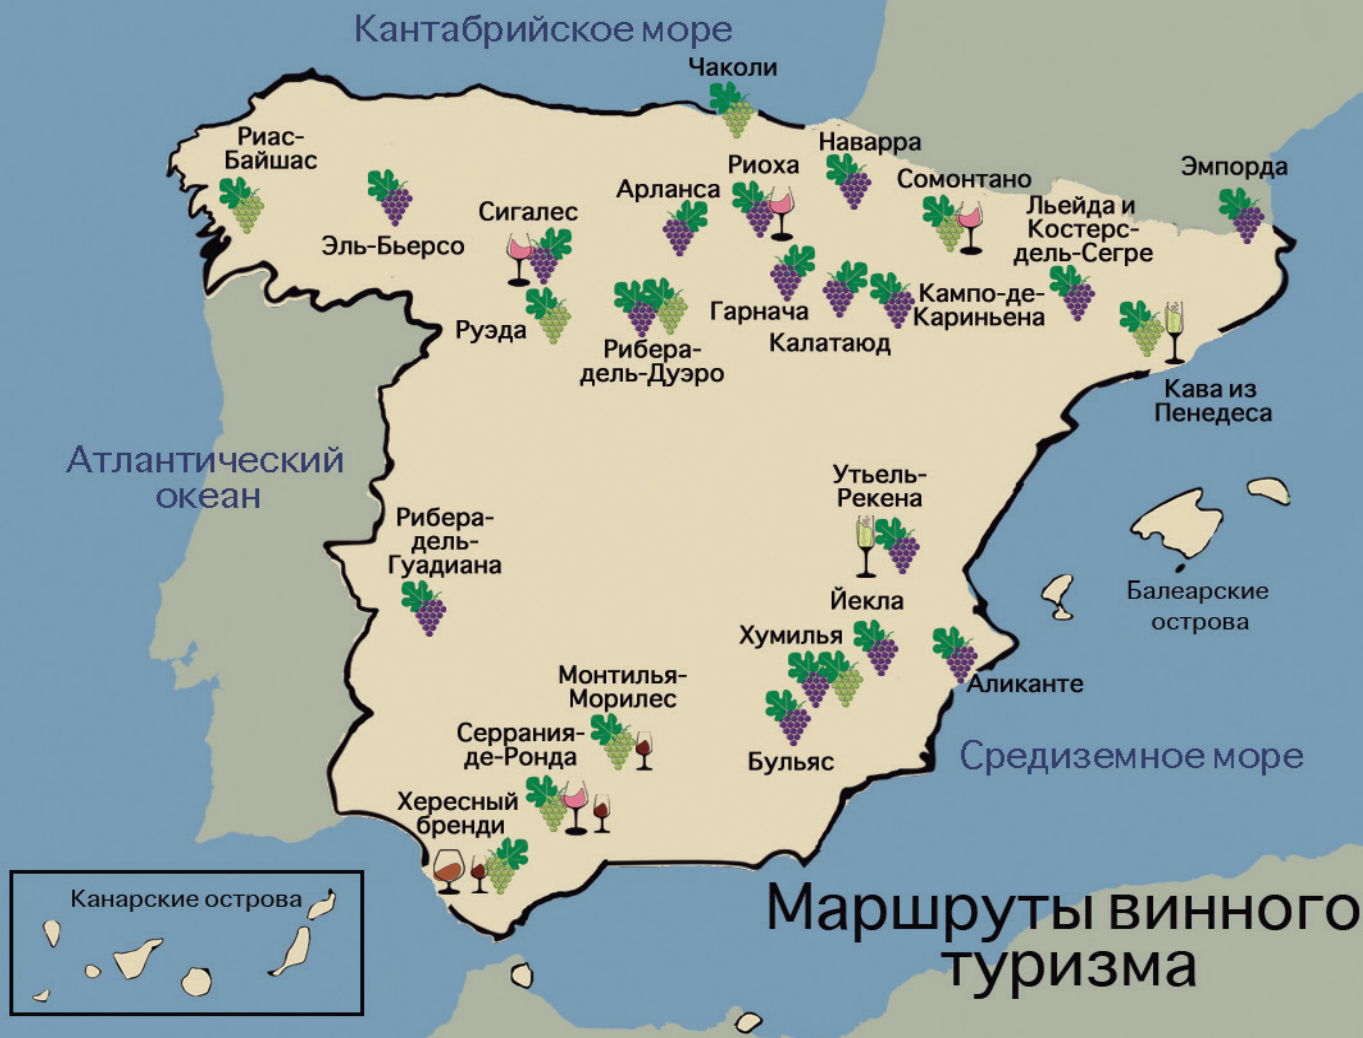 Кантабрийское море
Чаколи
Риас-
Байшас
Наварра
Риоха
Эмпорда
Арланса
Сомонтано
Сигалес
Льейда и
Костерс-
дель-Сегре
Эль-Бьерсо
Гарнача
Кампо-де-
Кариньена
Руэда
Калатаюд
Рибера-
дель-Дуэро
Кава из
Пенедеса
Атлантический
океан
Утьель-
Рекена
Рибера-
дель-
Гуадиана
Балеарские
острова
Йекла
Хумилья
Монтилья-
Морилес
Аликанте
Серрания-
де-Ронда
Бульяс
Средиземное море
Хересный
бренди
Канарские острова
Маршруты винного
туризма